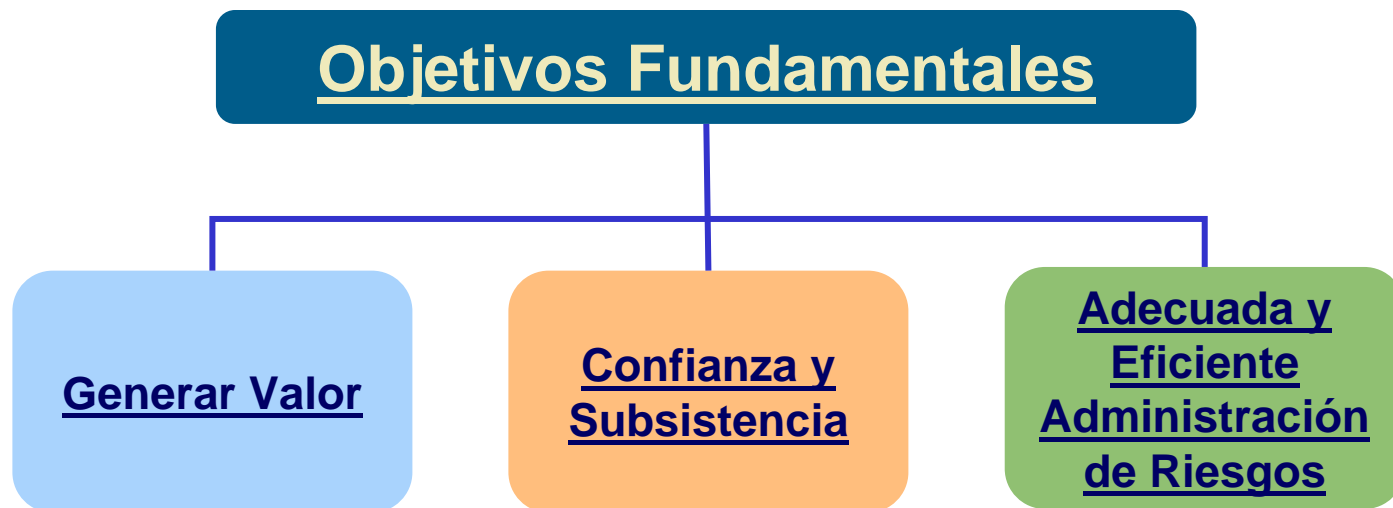 Objetivos Fundamentales
Generar Valor
Confianza y
Subsistencia
Adecuada y
Eficiente
Administración
de Riesgos